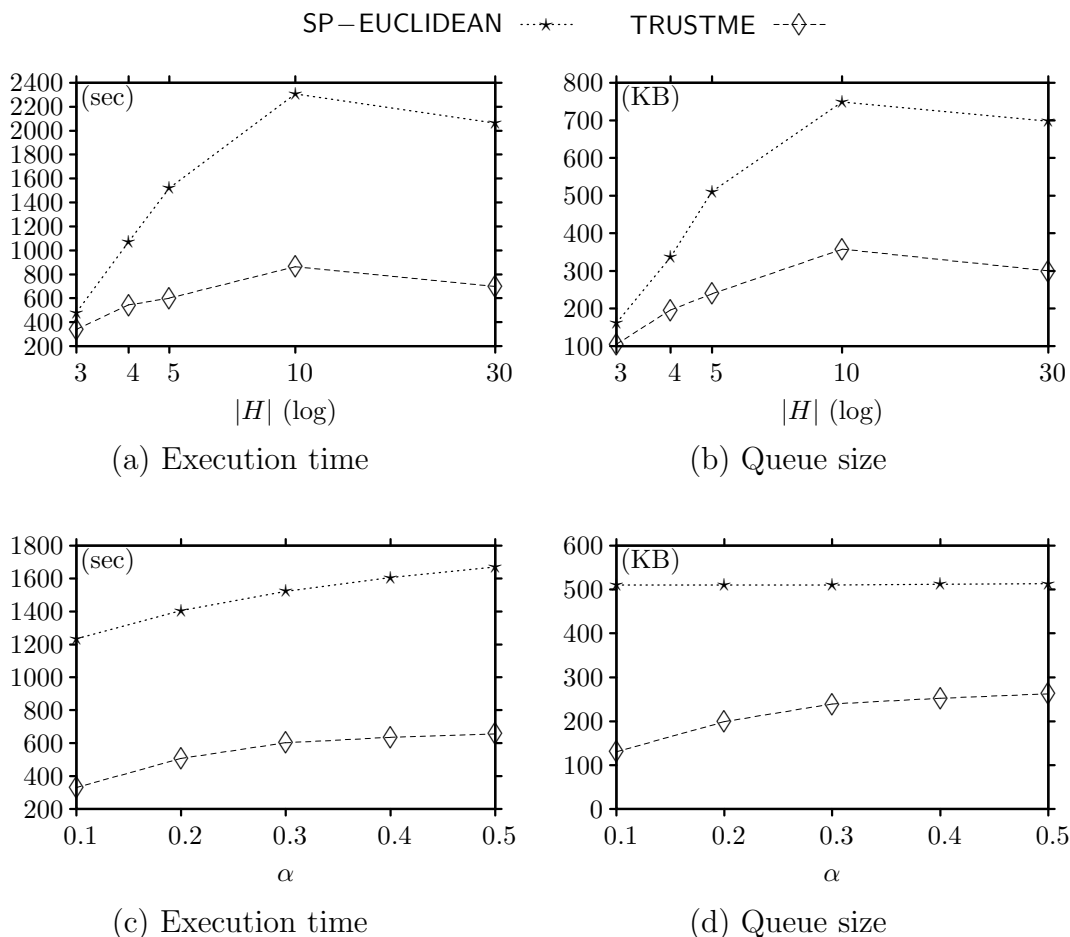 SP−EUCLIDEAN TRUSTME
(sec)
2400
2200
2000
1800
1600
1400
1200
1000
800
600
400
200
3 4 5 10 30
|H| (log)
(a) Execution time
(KB)
800
700
600
500
400
300
200
100
3 4 5 10 30
|H| (log)
(b) Queue size
(sec)
1800
1600
1400
1200
1000
800
600
400
200
0.1 0.2 0.3 0.4 0.5
α
(c) Execution time
(KB)
600
500
400
300
200
100
0
0.1 0.2 0.3 0.4 0.5
α
(d) Queue size